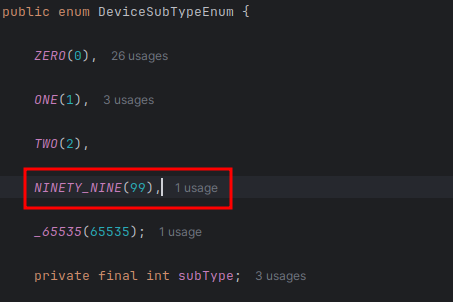 public enum DeviceSubTypeEnum {
ZERO(0), 26 usages
ONE(1), 3 usages
TWO(2),
NINETY_NINE(99), 1 usage
_65535(65535); 1 usage
private final int subType; 3 usages